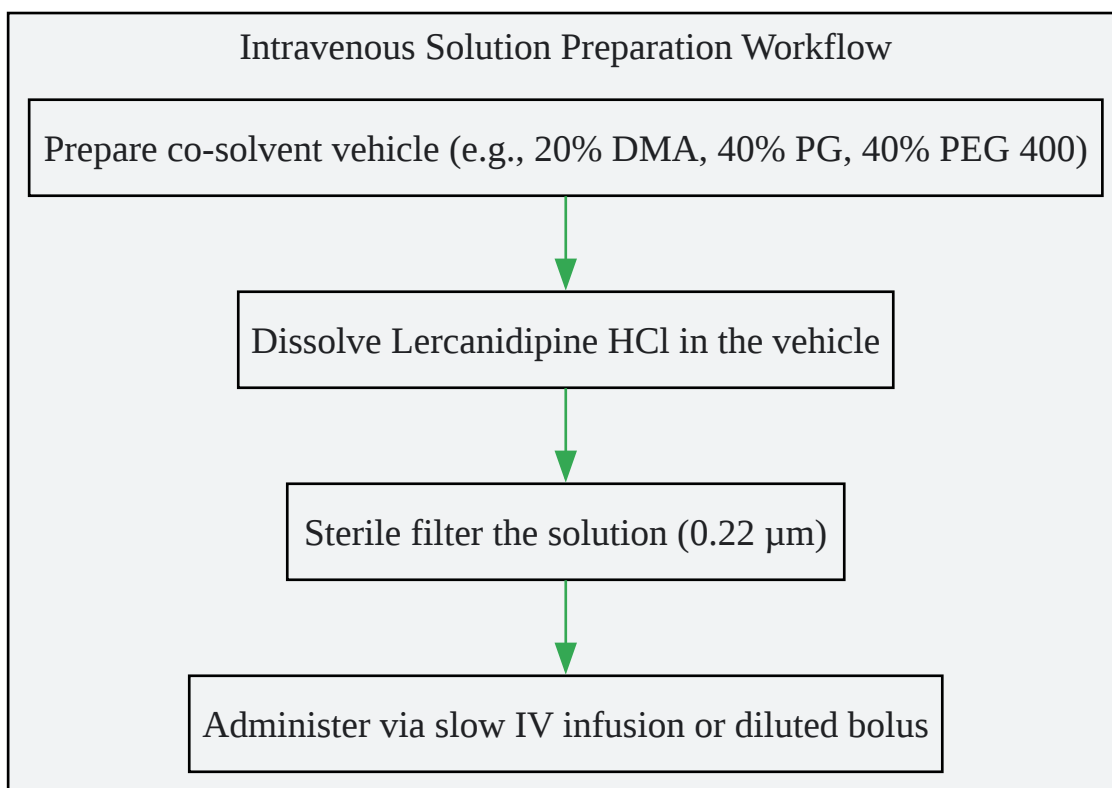 Intravenous Solution Preparation Workflow
Prepare co-solvent vehicle (e.g., 20% DMA, 40% PG, 40% PEG 400)
Dissolve Lercanidipine HCl in the vehicle
Sterile filter the solution (0.22 µm)
Administer via slow IV infusion or diluted bolus